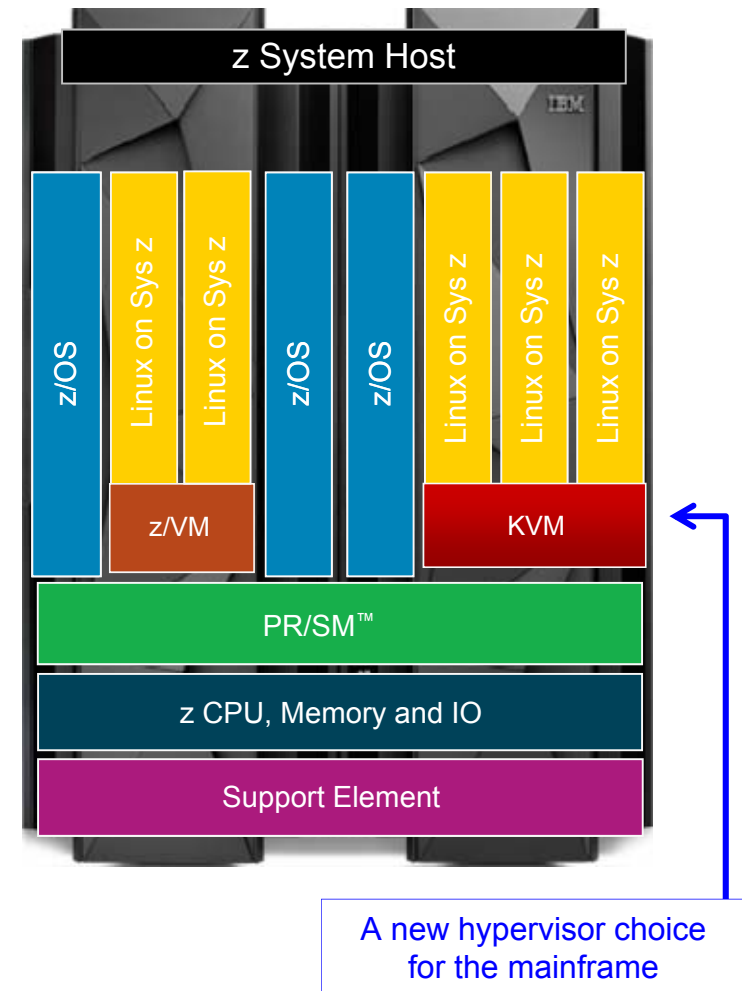 z System Host
IBM
z/OS
Linux on Sys z
Linux on Sys z
z/OS
z/OS
Linux on Sys z
Linux on Sys z
Linux on Sys z
z/VM
KVM
PR/SM™
z CPU, Memory and IO
Support Element
A new hypervisor choice
for the mainframe